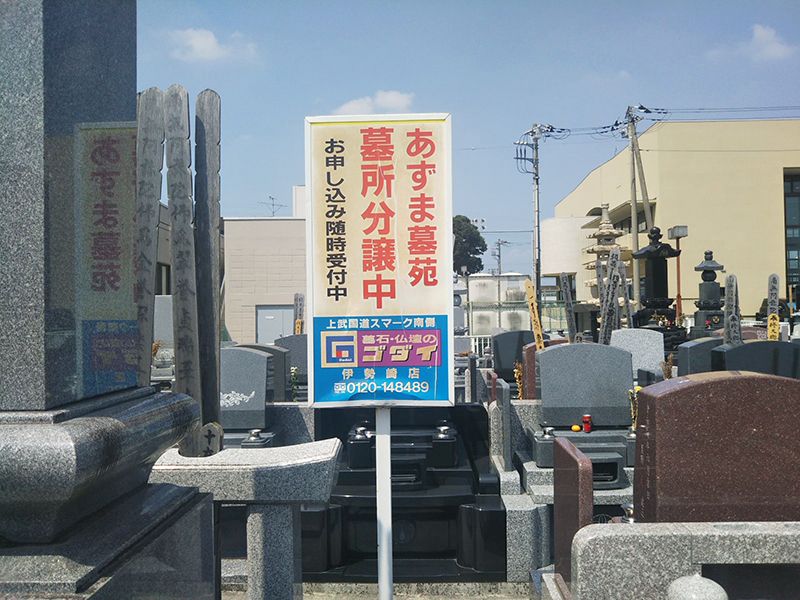 あずま墓苑
墓所分譲中
お申し込み随時受付中
上武国道スマーク南側
墓石・仏壇の
ゴダイ
Godai
伊勢崎店
0120-148489
あずま墓苑